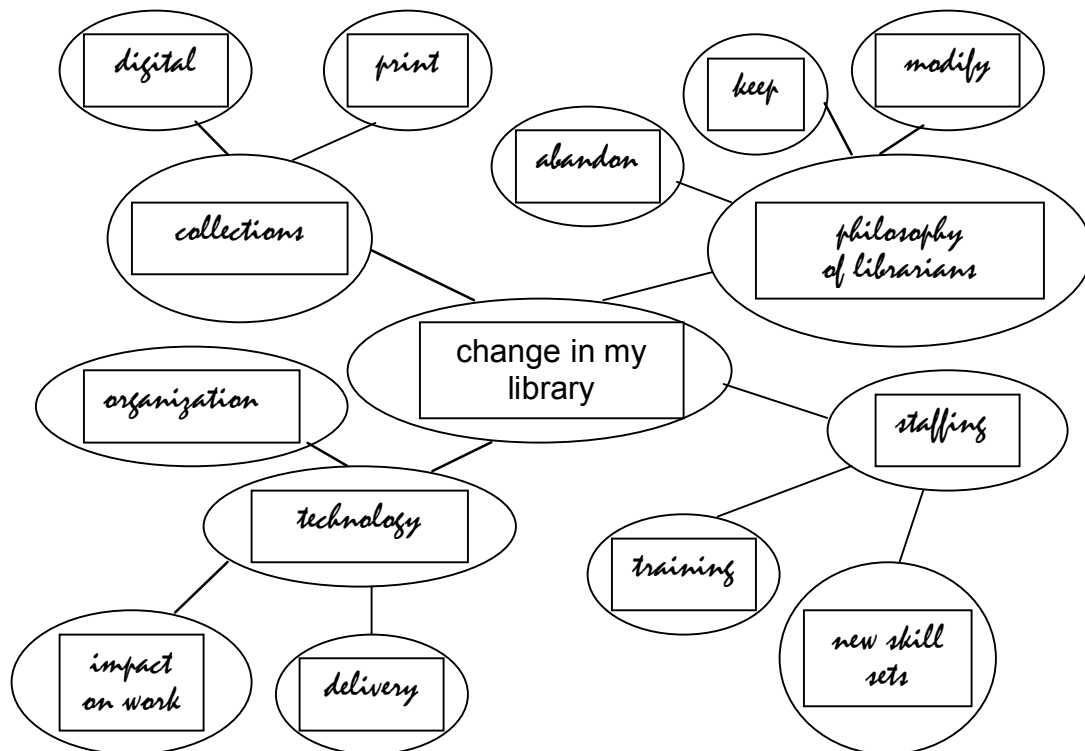 digital
print
keep
modify
abandon
collections
philosophy
of librarians
change in my
library
organization
staffing
technology
training
impact
on work
delivery
new skill
sets